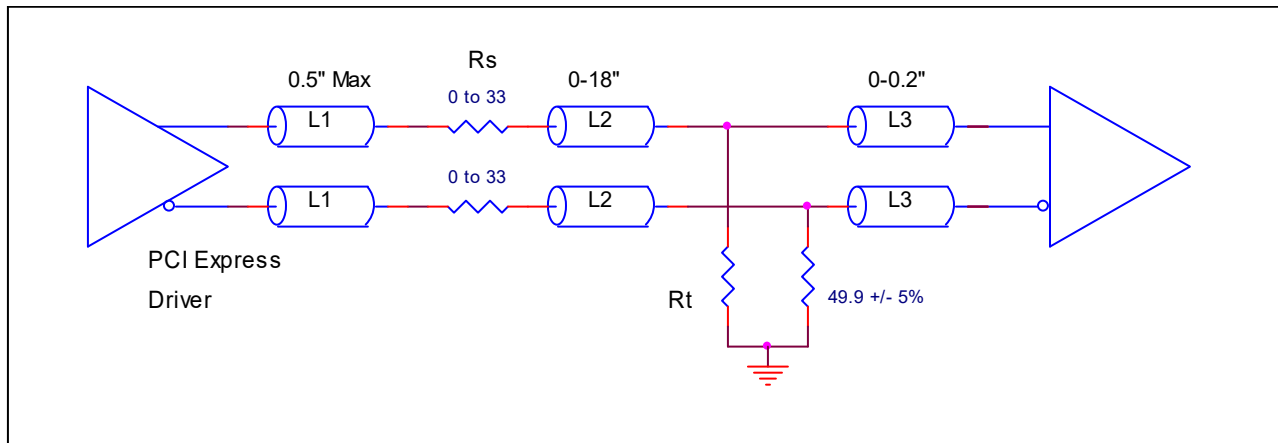 Rs
0.5" Max
0-18"
0-0.2"
0 to 33
L1
L2
L3
0 to 33
L1
L2
L3
PCI Express
Driver
Rt
49.9 +/- 5%